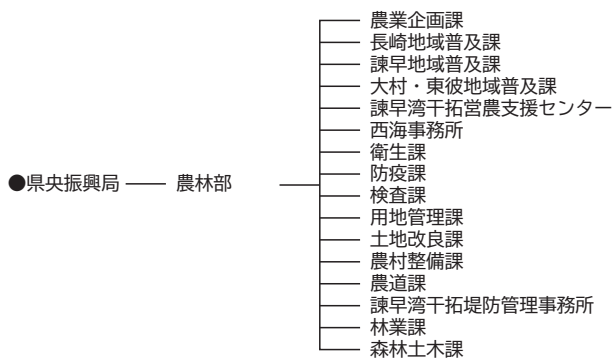 農業企画課
長崎地域普及課
諫早地域普及課
大村・東彼地域普及課
諫早湾干拓営農支援センター
西海事務所
衛生課
防疫課
●県央振興局 農林部
検査課
用地管理課
土地改良課
農村整備課
農道課
諫早湾干拓堤防管理事務所
林業課
森林土木課